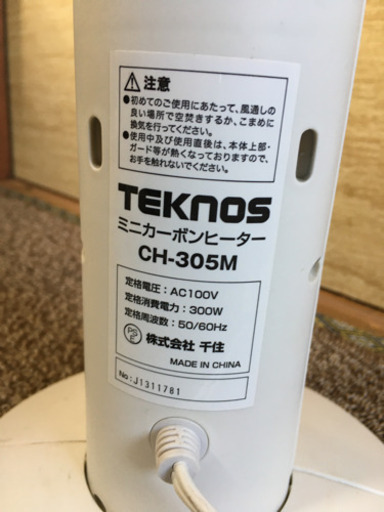 注意
●初めてのご使用にあたって、風通しの
良い場所で空焚きするか、こまめに
換気を行ってください。
●使用中及び使用直後は、本体上部・
ガード等が熱くなっておりますので、
お手を触れないでください。
TEKNOS
ミニカーボンヒーター
CH-305M
定格電圧：AC100V
定格消費電力：300W
定格周波数：50/60Hz
PSE 株式会社 千住
MADE IN CHINA
No：J1311781